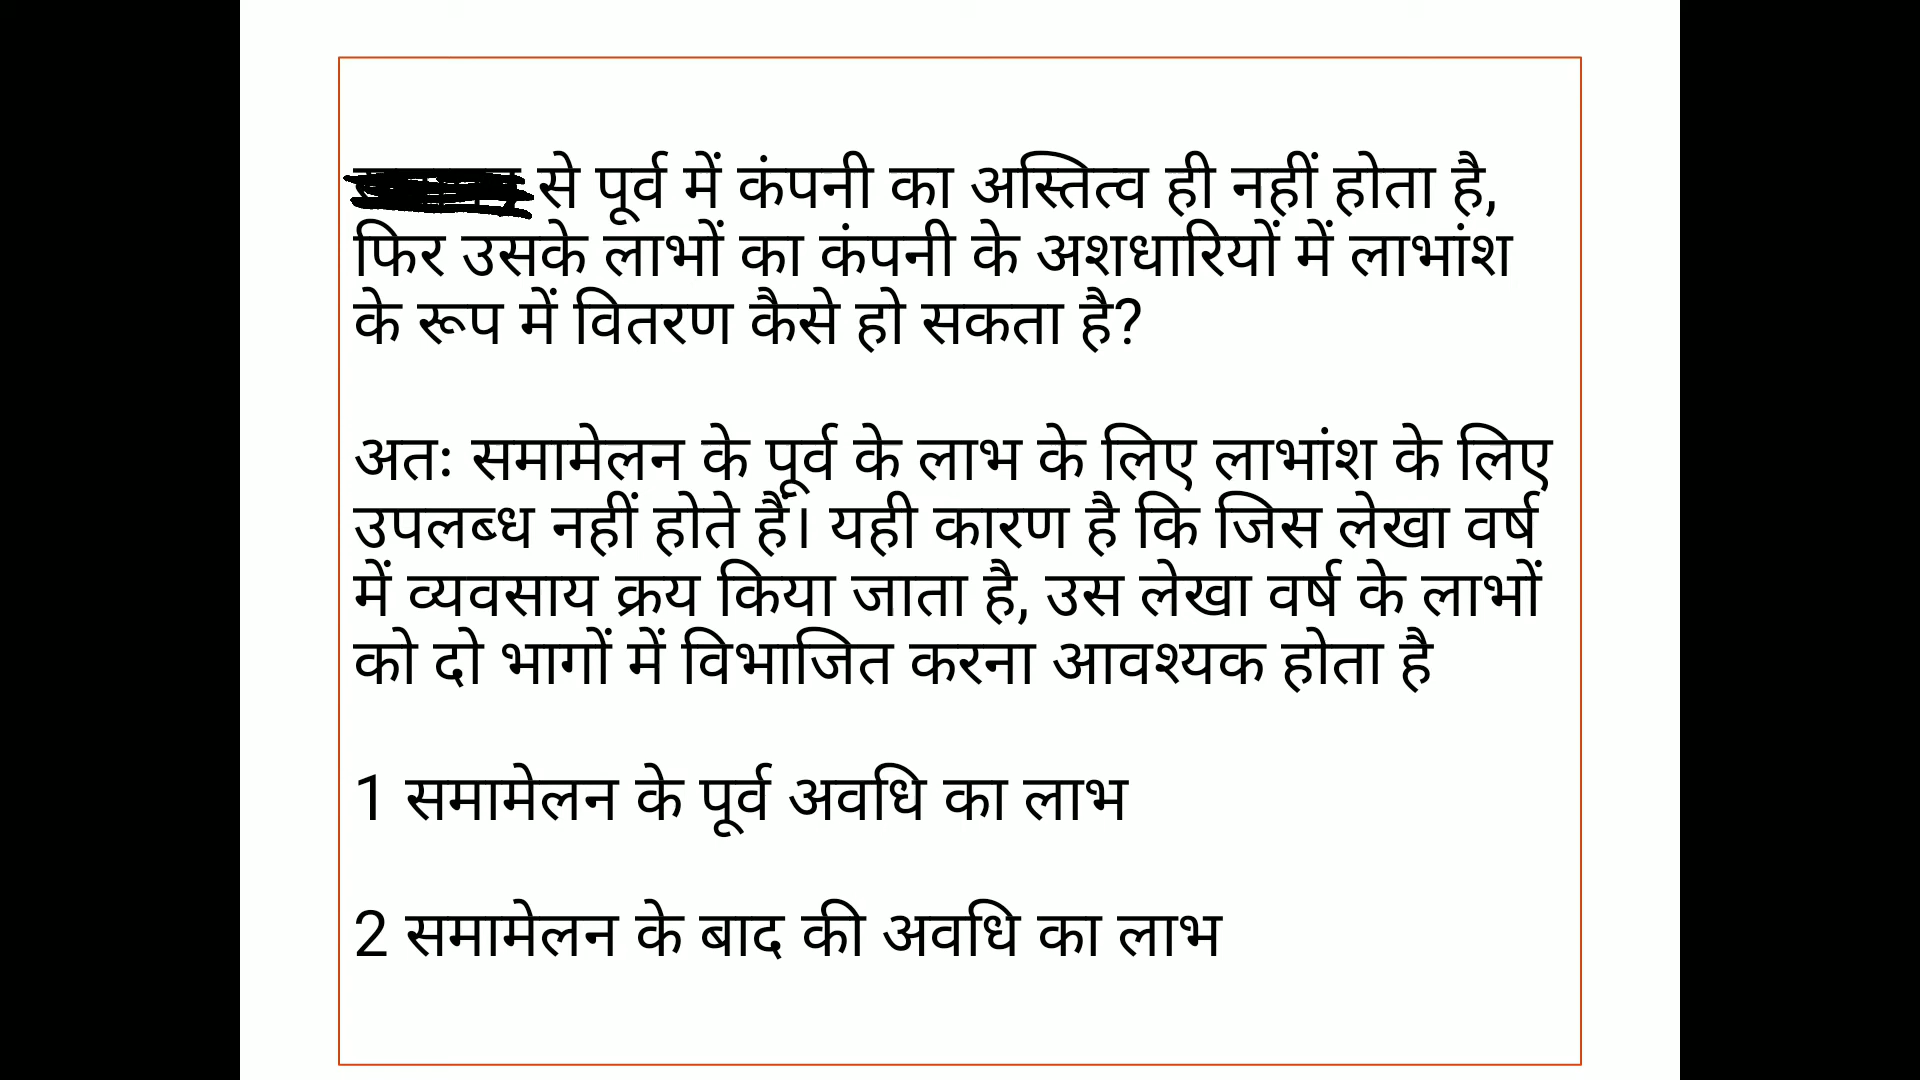 से पूर्व में कंपनी का अस्तित्व ही नहीं होता है,
फिर उसके लाभों का कंपनी के अशधारियों में लाभांश
के रूप में वितरण कैसे हो सकता है?
अतः समामेलन के पूर्व के लाभ के लिए लाभांश के लिए
उपलब्ध नहीं होते हैं। यही कारण है कि जिस लेखा वर्ष
में व्यवसाय क्रय किया जाता है, उस लेखा वर्ष के लाभों
को दो भागों में विभाजित करना आवश्यक होता है
1 समामेलन के पूर्व अवधि का लाभ
2 समामेलन के बाद की अवधि का लाभ